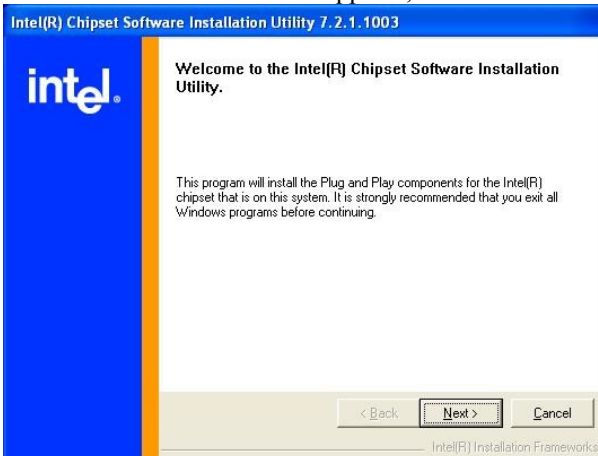 Intel(R) Chipset Software Installation Utility 7.2.1.1003
intel®
Welcome to the Intel(R) Chipset Software Installation
Utility.
This program will install the Plug and Play components for the Intel(R)
chipset that is on this system. It is strongly recommended that you exit all
Windows programs before continuing.
< Back
Next >
Cancel
Intel(R) Installation Frameworks